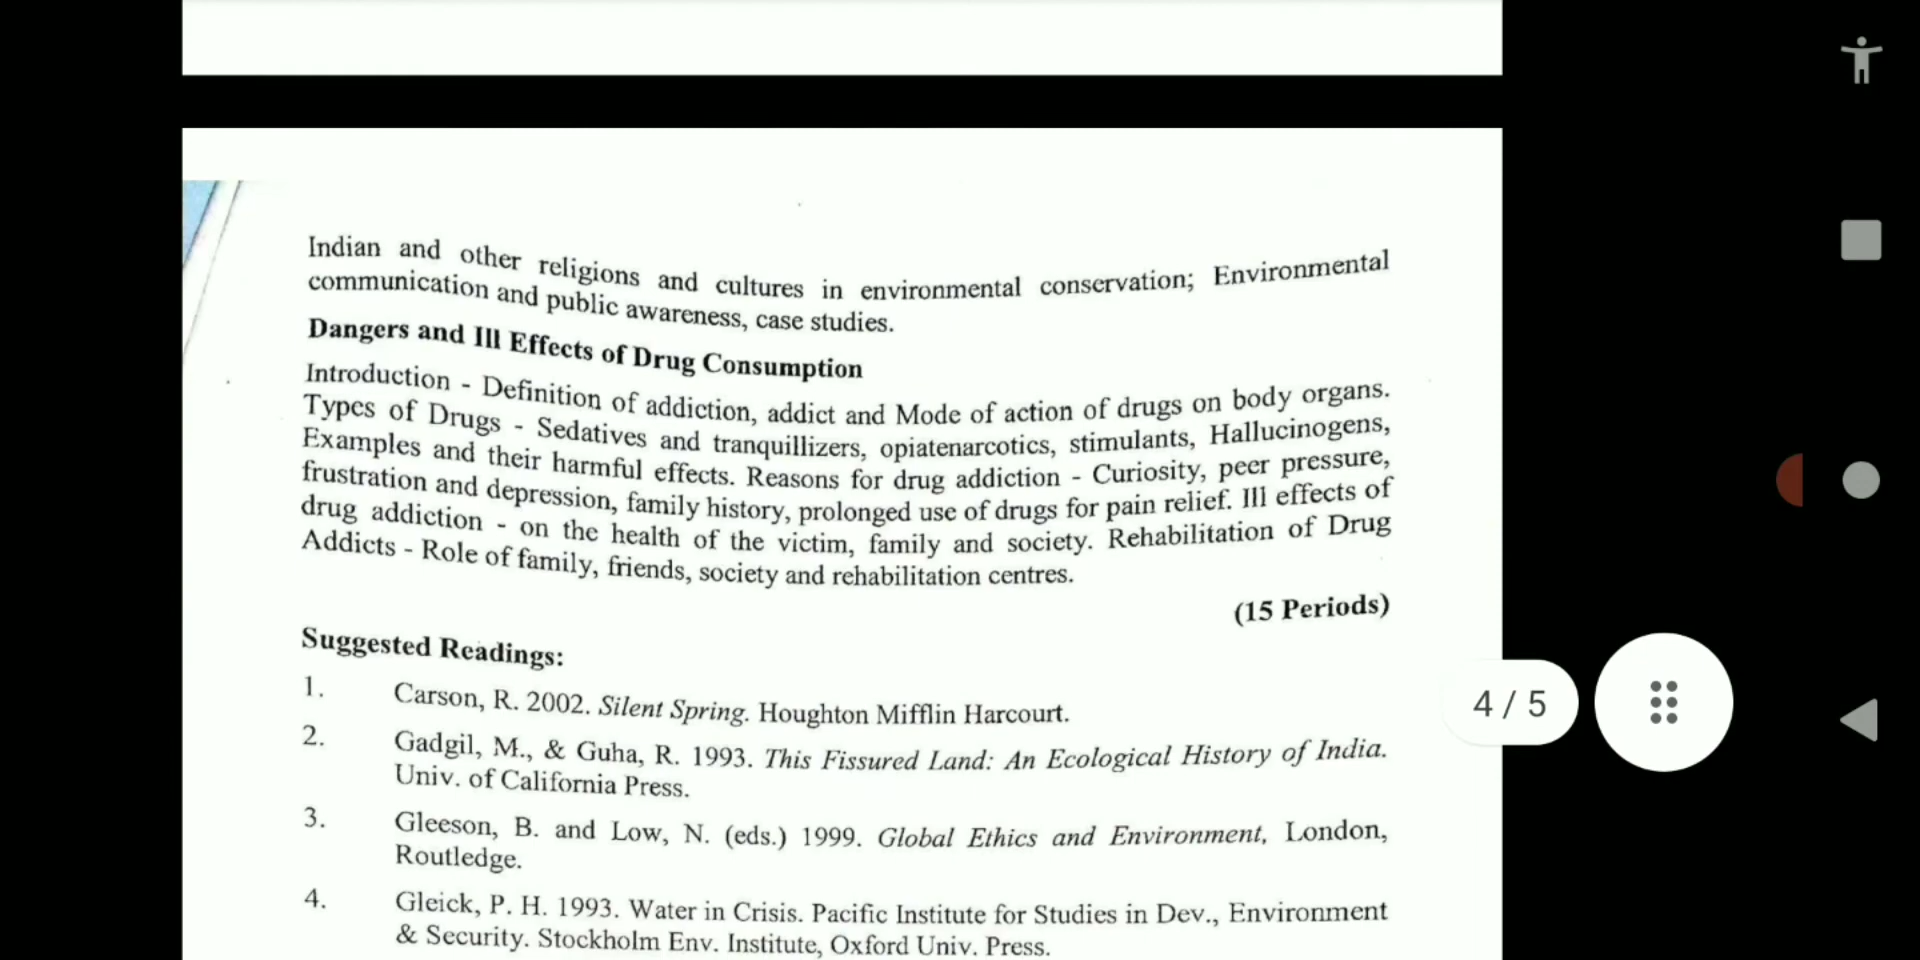 Indian and other religions and cultures in environmental conservation; Environmental
communication and public awareness, case studies.
Dangers and Ill Effects of Drug Consumption
Introduction - Definition of addiction, addict and Mode of action of drugs on body organs.
Types of Drugs - Sedatives and tranquillizers, opiatenarcotics, stimulants, Hallucinogens,
Examples and their harmful effects. Reasons for drug addiction - Curiosity, peer pressure,
frustration and depression, family history, prolonged use of drugs for pain relief. Ill effects of
drug addiction - on the health of the victim, family and society. Rehabilitation of Drug
Addicts - Role of family, friends, society and rehabilitation centres.
(15 Periods)
Suggested Readings:
1. Carson, R. 2002. Silent Spring. Houghton Mifflin Harcourt.
2. Gadgil, M., & Guha, R. 1993. This Fissured Land: An Ecological History of India.
Univ. of California Press.
3. Gleeson, B. and Low, N. (eds.) 1999. Global Ethics and Environment, London,
Routledge.
4. Gleick, P. H. 1993. Water in Crisis. Pacific Institute for Studies in Dev., Environment
& Security. Stockholm Env. Institute, Oxford Univ. Press.
4 / 5